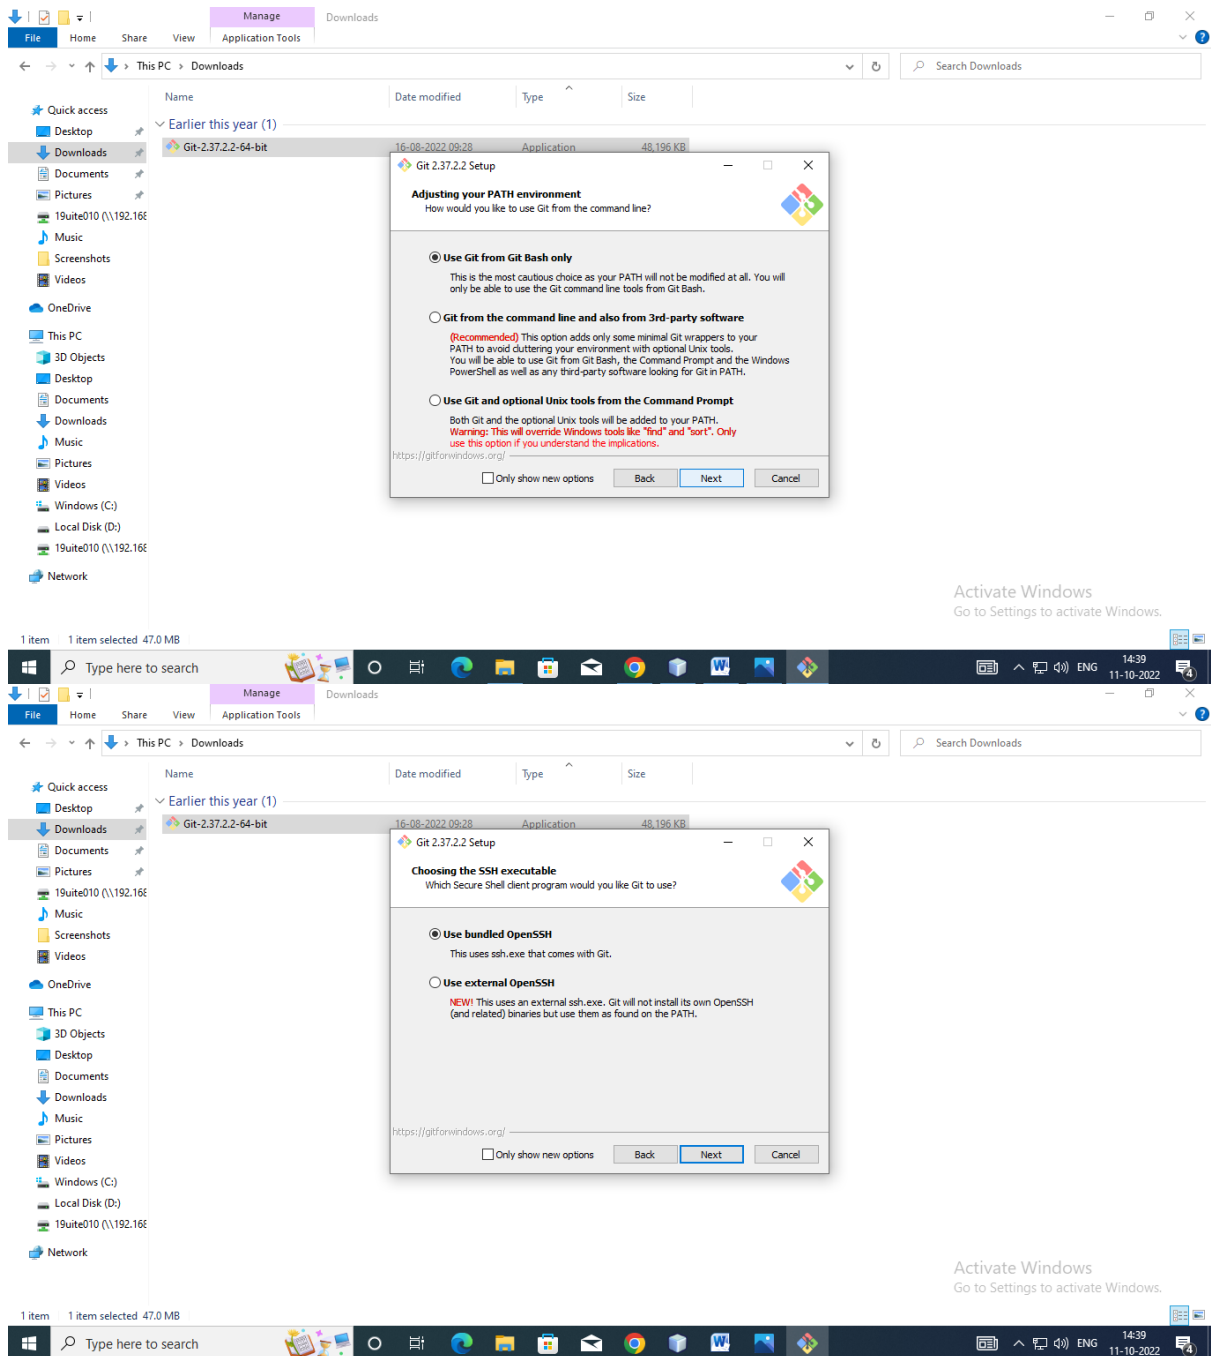 Manage
Downloads
File
Home
Share
View
Application Tools
This PC > Downloads
Search Downloads
Name
Date modified
Type
Size
Quick access
Earlier this year (1)
Desktop
Git-2.37.2.2-64-bit
16-08-2022 09:28
Application
48,196 KB
Downloads
Documents
Pictures
19uite010 (\\192.168
Music
Screenshots
Videos
OneDrive
This PC
3D Objects
Desktop
Documents
Downloads
Music
Pictures
Videos
Windows (C:)
Local Disk (D:)
19uite010 (\\192.168
Network
Git 2.37.2.2 Setup
Adjusting your PATH environment
How would you like to use Git from the command line?
Use Git from Git Bash only
This is the most cautious choice as your PATH will not be modified at all. You will
only be able to use the Git command line tools from Git Bash.
Git from the command line and also from 3rd-party software
(Recommended) This option adds only some minimal Git wrappers to your
PATH to avoid cluttering your environment with optional Unix tools.
You will be able to use Git from Git Bash, the Command Prompt and the Windows
PowerShell as well as any third-party software looking for Git in PATH.
Use Git and optional Unix tools from the Command Prompt
Both Git and the optional Unix tools will be added to your PATH.
Warning: This will override Windows tools like "find" and "sort". Only
use this option if you understand the implications.
https://gitforwindows.org/
Only show new options
Back
Next
Cancel
Activate Windows
Go to Settings to activate Windows.
1 item
1 item selected 47.0 MB
Type here to search
ENG
14:39
11-10-2022
4
Manage
Downloads
File
Home
Share
View
Application Tools
This PC > Downloads
Search Downloads
Name
Date modified
Type
Size
Quick access
Earlier this year (1)
Desktop
Git-2.37.2.2-64-bit
16-08-2022 09:28
Application
48,196 KB
Downloads
Documents
Pictures
19uite010 (\\192.168
Music
Screenshots
Videos
OneDrive
This PC
3D Objects
Desktop
Documents
Downloads
Music
Pictures
Videos
Windows (C:)
Local Disk (D:)
19uite010 (\\192.168
Network
Git 2.37.2.2 Setup
Choosing the SSH executable
Which Secure Shell client program would you like Git to use?
Use bundled OpenSSH
This uses ssh.exe that comes with Git.
Use external OpenSSH
NEW! This uses an external ssh.exe. Git will not install its own OpenSSH
(and related) binaries but use them as found on the PATH.
https://gitforwindows.org/
Only show new options
Back
Next
Cancel
Activate Windows
Go to Settings to activate Windows.
1 item
1 item selected 47.0 MB
Type here to search
ENG
14:39
11-10-2022
4